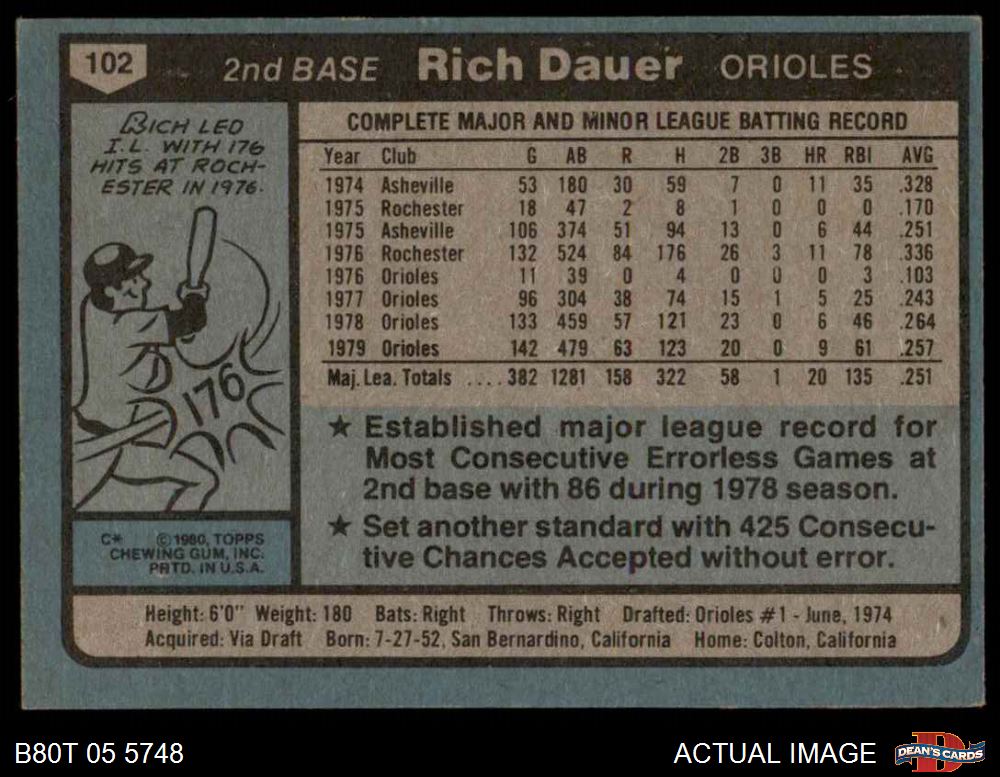 102 2nd BASE Rich Dauer ORIOLES
RICH LED
I.L. WITH 176
HITS AT ROCH-
ESTER IN 1976.
176
C* © 1980, TOPPS
CHEWING GUM, INC.
PRTD. IN U.S.A.
COMPLETE MAJOR AND MINOR LEAGUE BATTING RECORD
Year Club G AB R H 2B 3B HR RBI AVG
1974 Asheville 53 180 30 59 7 0 11 35 .328
1975 Rochester 18 47 2 8 1 0 0 0 .170
1975 Asheville 106 374 51 94 13 0 6 44 .251
1976 Rochester 132 524 84 176 26 3 11 78 .336
1976 Orioles 11 39 0 4 0 0 0 3 .103
1977 Orioles 96 304 38 74 15 1 5 25 .243
1978 Orioles 133 459 57 121 23 0 6 46 .264
1979 Orioles 142 479 63 123 20 0 9 61 .257
Maj. Lea. Totals .... 382 1281 158 322 58 1 20 135 .251
★ Established major league record for
Most Consecutive Errorless Games at
2nd base with 86 during 1978 season.
★ Set another standard with 425 Consecu-
tive Chances Accepted without error.
Height: 6'0" Weight: 180 Bats: Right Throws: Right Drafted: Orioles #1 - June, 1974
Acquired: Via Draft Born: 7-27-52, San Bernardino, California Home: Colton, California
B80T 05 5748 ACTUAL IMAGE DEAN'S CARDS